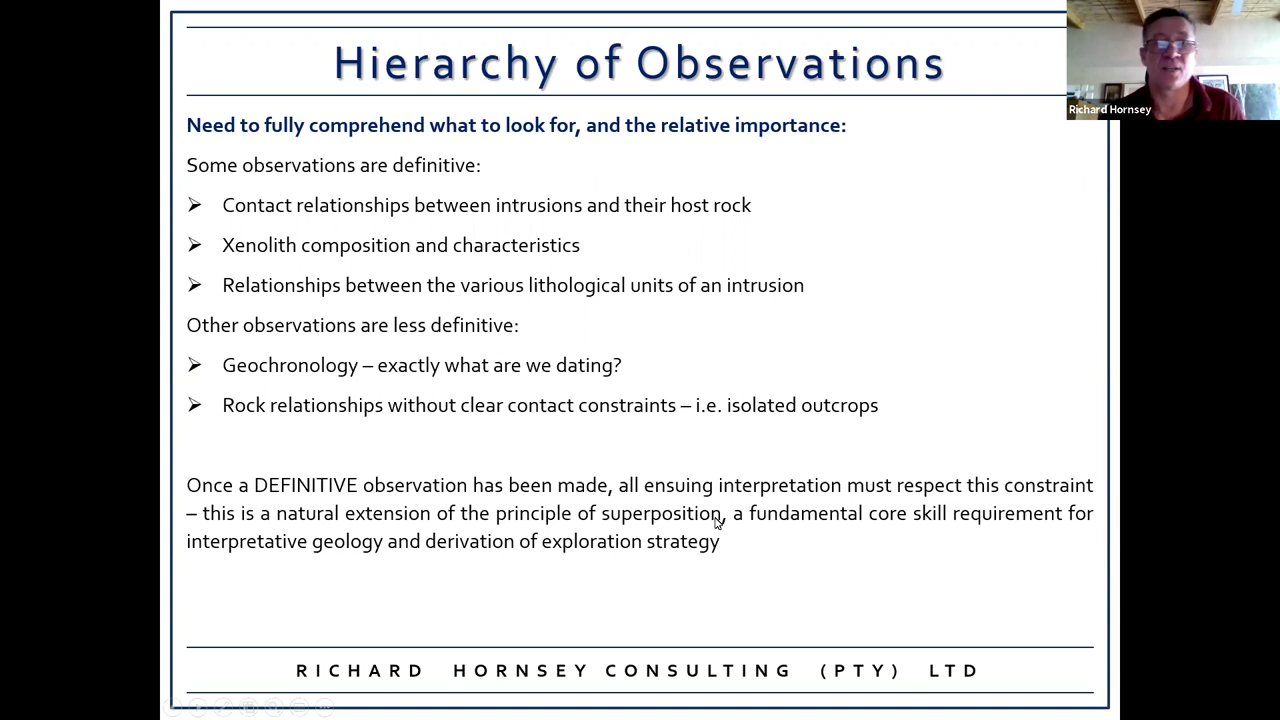 Hierarchy of Observations
Richard Hornsey
Need to fully comprehend what to look for, and the relative importance:
Some observations are definitive:
➢ Contact relationships between intrusions and their host rock
➢ Xenolith composition and characteristics
➢ Relationships between the various lithological units of an intrusion
Other observations are less definitive:
➢ Geochronology – exactly what are we dating?
➢ Rock relationships without clear contact constraints – i.e. isolated outcrops
Once a DEFINITIVE observation has been made, all ensuing interpretation must respect this constraint
– this is a natural extension of the principle of superposition, a fundamental core skill requirement for
interpretative geology and derivation of exploration strategy
RICHARD HORNSEY CONSULTING (PTY) LTD